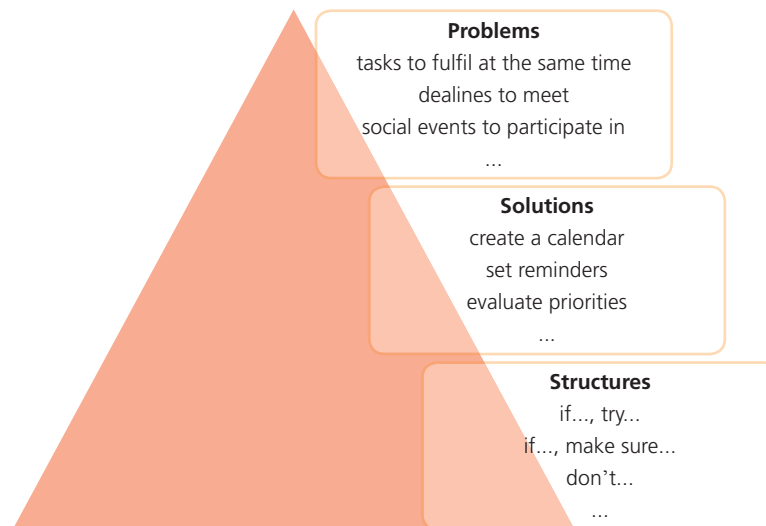 Problems
tasks to fulfil at the same time
dealines to meet
social events to participate in
...
Solutions
create a calendar
set reminders
evaluate priorities
...
Structures
if..., try...
if..., make sure...
don't...
...